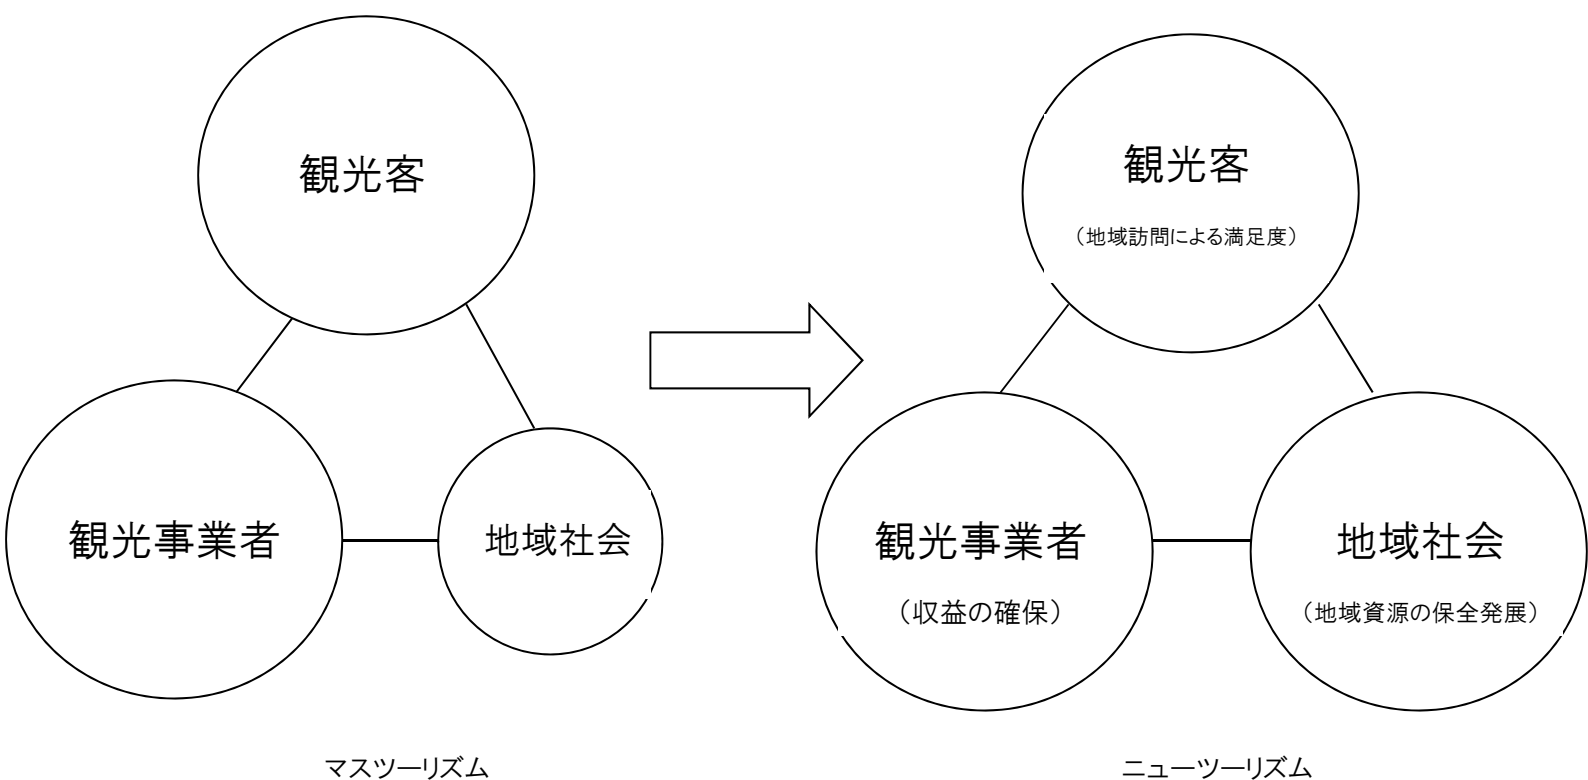 観光客
観光事業者
地域社会
マスツーリズム
観光客
（地域訪問による満足度）
観光事業者
（収益の確保）
地域社会
（地域資源の保全発展）
ニューツーリズム